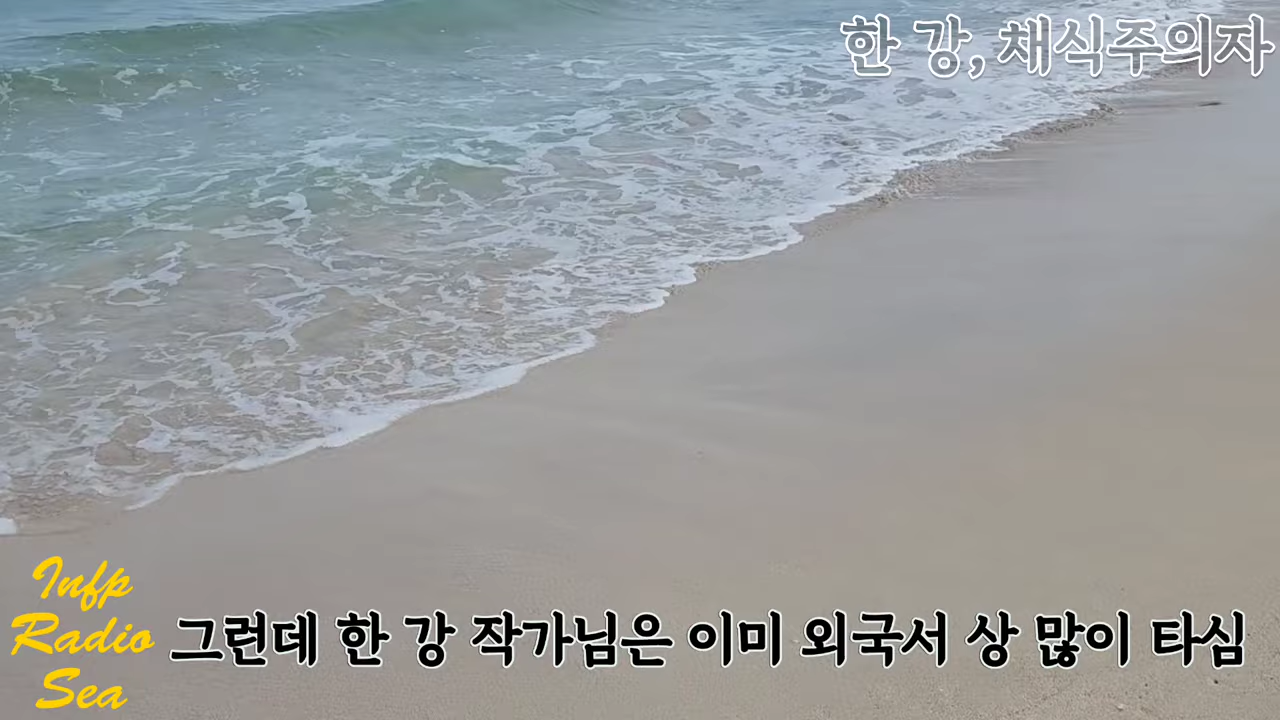 한 강, 채식주의자
Infp
Radio
Sea
그런데 한 강 작가님은 이미 외국서 상 많이 타심